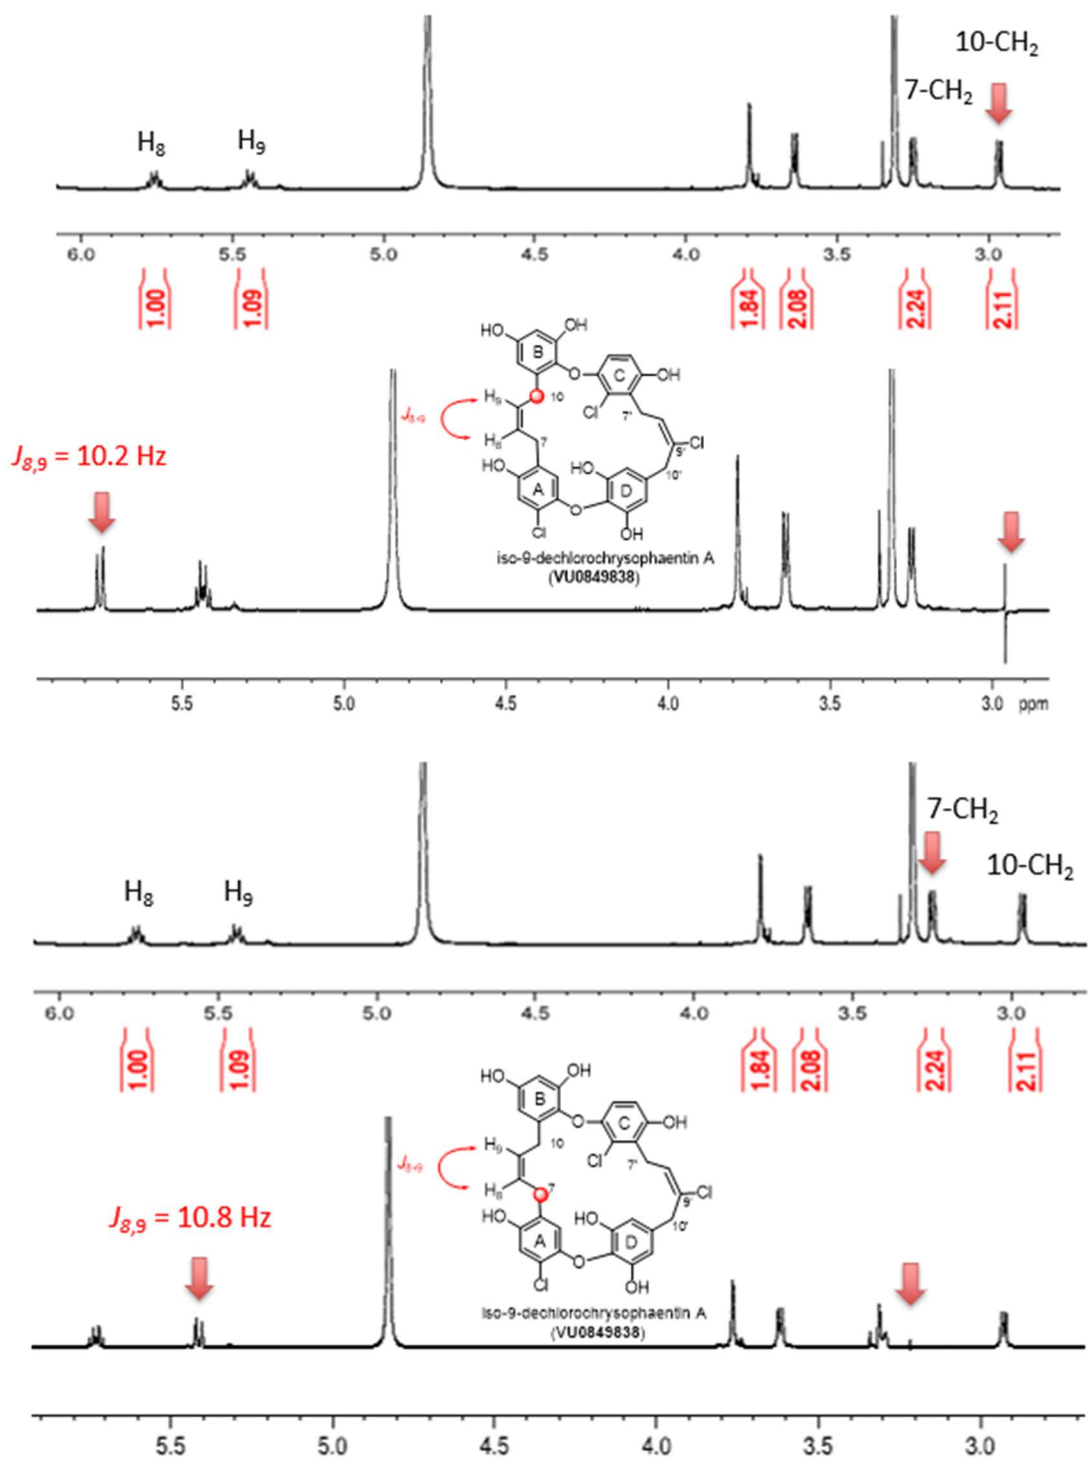 10-CH₂
7-CH₂
H₈ H₉
6.0 5.5 5.0 4.5 4.0 3.5 3.0
1.00 1.09 1.84 2.08 2.24 2.11
HO OH
B
O C OH
H₉ 10 Cl 7'
J₈₋₉
H₈ 7 Cl
9'
J₈,₉ = 10.2 Hz
HO HO 10'
A D
O
Cl OH
iso-9-dechlorochrysophaentin A
(VU0849838)
5.5 5.0 4.5 4.0 3.5 3.0 ppm
7-CH₂
10-CH₂
H₈ H₉
6.0 5.5 5.0 4.5 4.0 3.5 3.0
1.00 1.09 1.84 2.08 2.24 2.11
HO OH
B
O C OH
H₉ 10 Cl 7'
J₈₋₉
H₈ 7 Cl
9'
J₈,₉ = 10.8 Hz
HO HO 10'
A D
O
Cl OH
iso-9-dechlorochrysophaentin A
(VU0849838)
5.5 5.0 4.5 4.0 3.5 3.0